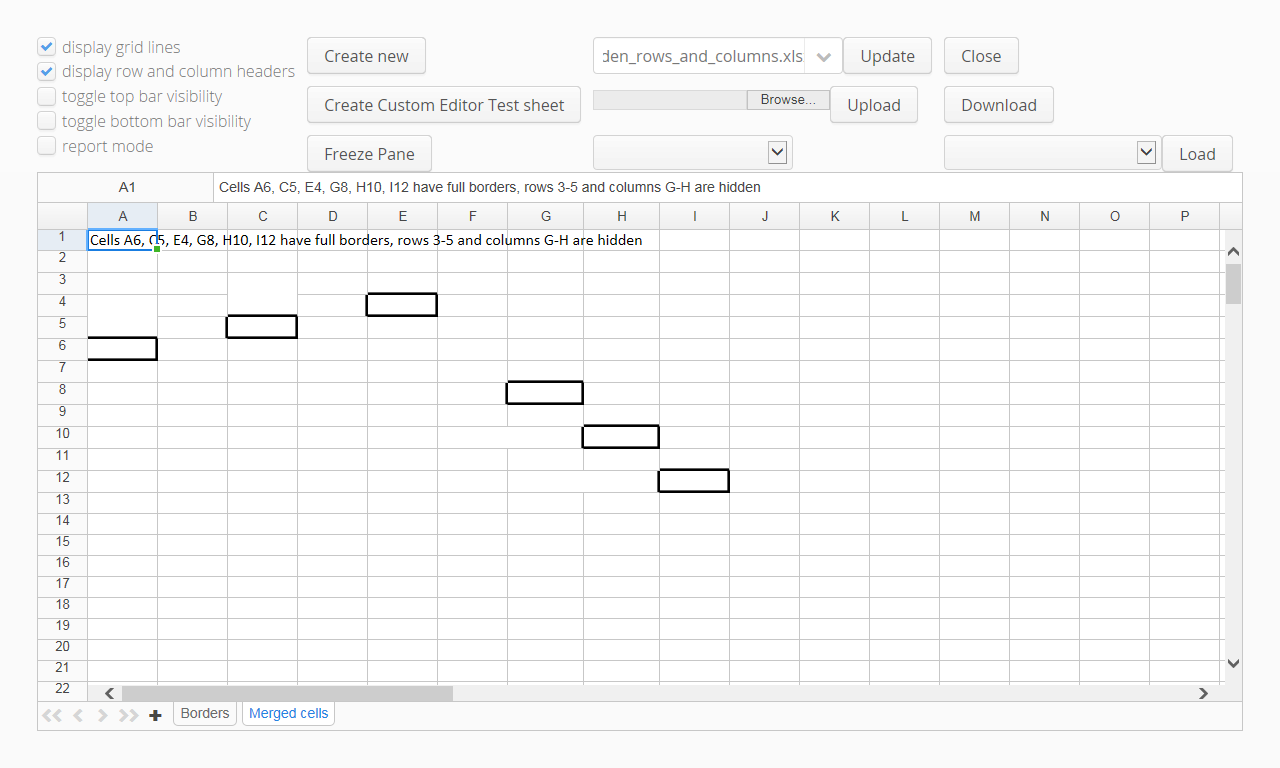 display grid lines
display row and column headers
toggle top bar visibility
toggle bottom bar visibility
report mode
Create new
Create Custom Editor Test sheet
Freeze Pane
den_rows_and_columns.xls
Update
Close
Browse...
Upload
Download
Load
A1 Cells A6, C5, E4, G8, H10, I12 have full borders, rows 3-5 and columns G-H are hidden
A B C D E F G H I J K L M N O P
1 Cells A6, C5, E4, G8, H10, I12 have full borders, rows 3-5 and columns G-H are hidden
2
3
4
5
6
7
8
9
10
11
12
13
14
15
16
17
18
19
20
21
22
Borders Merged cells